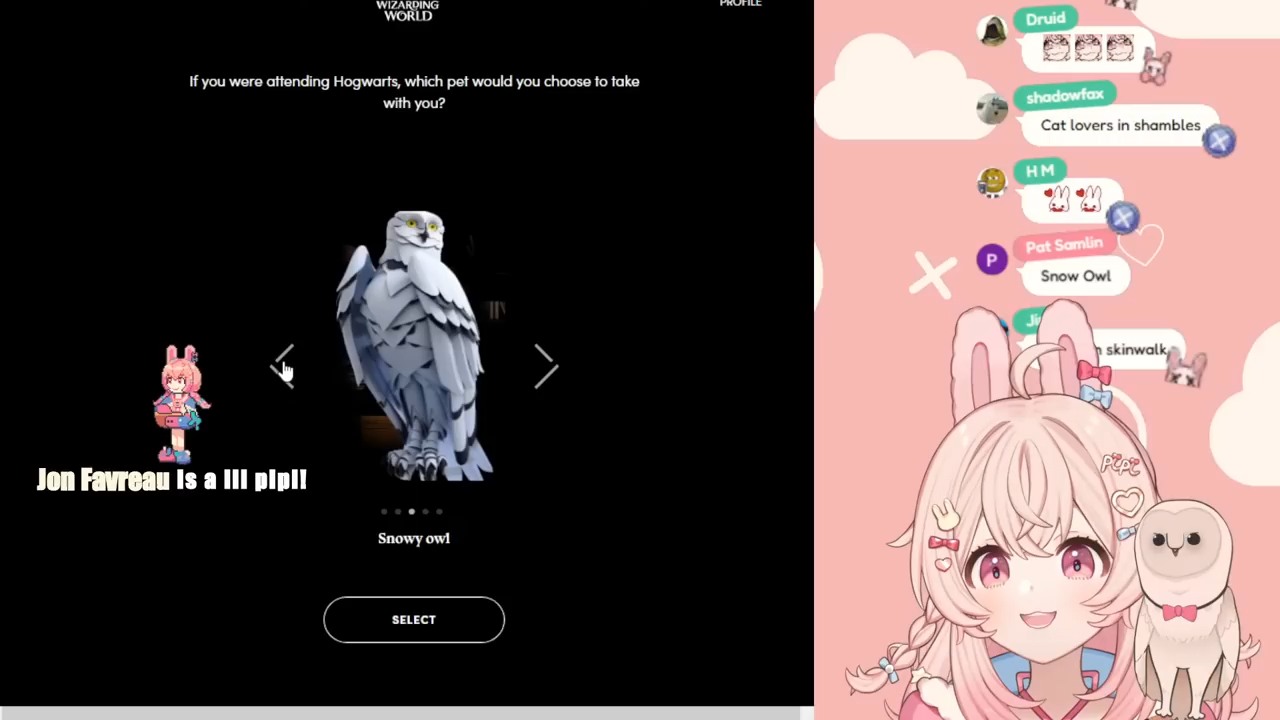 WIZARDING
WORLD
PROFILE
If you were attending Hogwarts, which pet would you choose to take
with you?
Jon Favreau is a lil pipi!
Snowy owl
SELECT
Druid
shadowfax
Cat lovers in shambles
H M
P
Pat Samlin
Snow Owl
skinwalk
PiPi